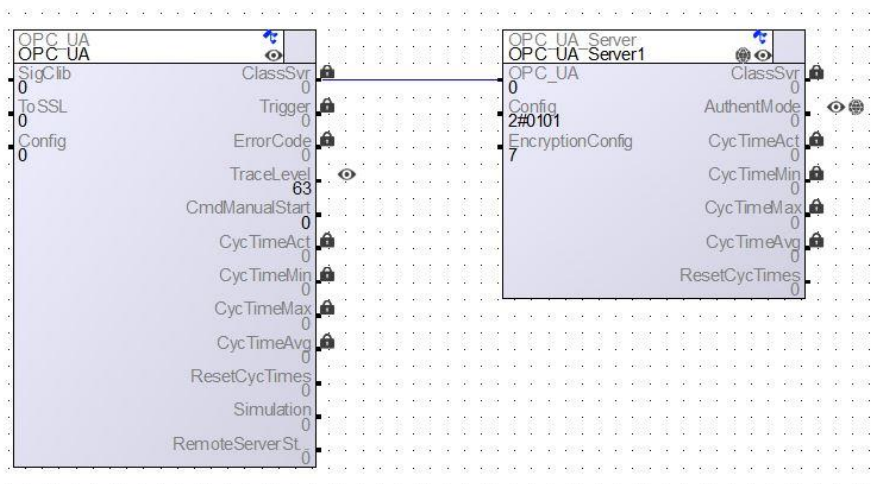 OPC_UA
OPC_UA
SigClib
0
ToSSL
0
Config
0
ClassSvr
0
Trigger
0
ErrorCode
0
TraceLevel
63
CmdManualStart
0
CycTimeAct
0
CycTimeMin
0
CycTimeMax
0
CycTimeAvg
0
ResetCycTimes
0
Simulation
0
RemoteServerSt...
0
OPC_UA_Server
OPC_UA_Server1
OPC_UA
0
Config
2#0101
EncryptionConfig
7
ClassSvr
0
AuthentMode
0
CycTimeAct
0
CycTimeMin
0
CycTimeMax
0
CycTimeAvg
0
ResetCycTimes
0